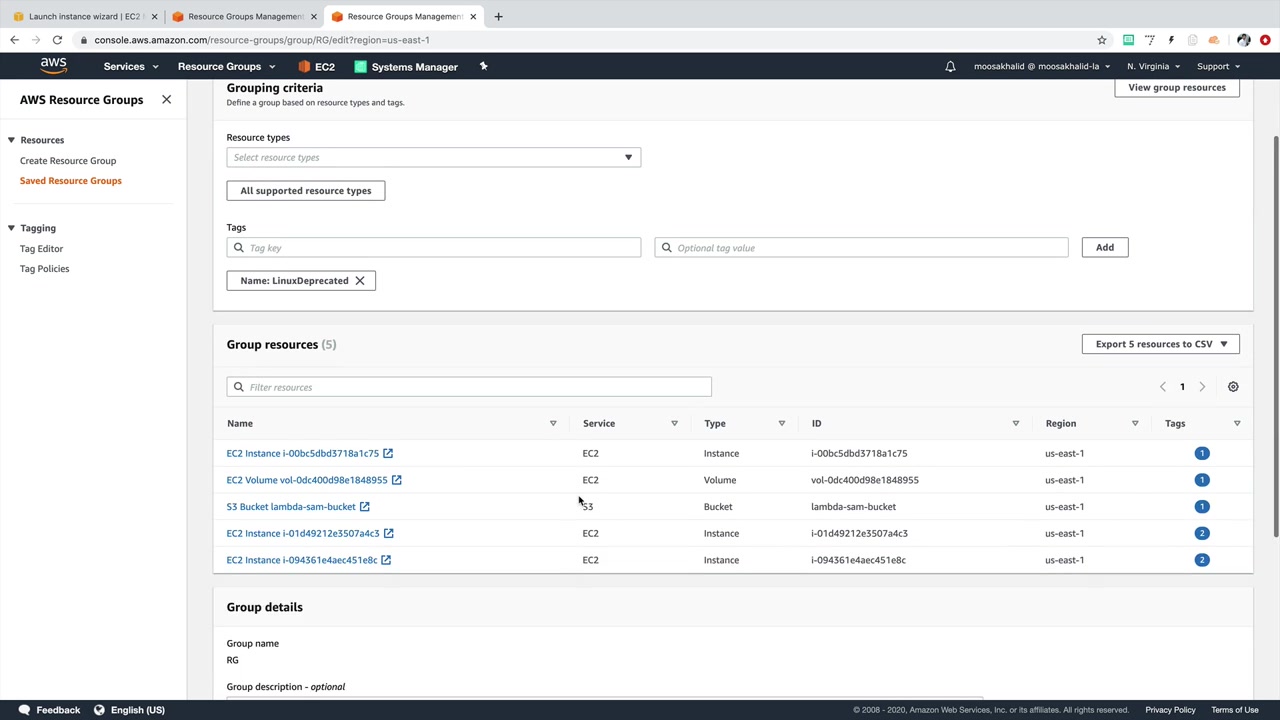 Launch instance wizard | EC2
Resource Groups Management
Resource Groups Management
console.aws.amazon.com/resource-groups/group/RG/edit?region=us-east-1
aws
Services
Resource Groups
EC2
Systems Manager
moosakhalid @ moosakhalid-la
N. Virginia
Support
AWS Resource Groups
Resources
Create Resource Group
Saved Resource Groups
Tagging
Tag Editor
Tag Policies
Grouping criteria
Define a group based on resource types and tags.
View group resources
Resource types
Select resource types
All supported resource types
Tags
Tag key
Optional tag value
Add
Name: LinuxDeprecated
Group resources (5)
Export 5 resources to CSV
Filter resources
1
Name Service Type ID Region Tags
EC2 Instance i-00bc5dbd3718a1c75 EC2 Instance i-00bc5dbd3718a1c75 us-east-1 1
EC2 Volume vol-0dc400d98e1848955 EC2 Volume vol-0dc400d98e1848955 us-east-1 1
S3 Bucket lambda-sam-bucket S3 Bucket lambda-sam-bucket us-east-1 1
EC2 Instance i-01d49212e3507a4c3 EC2 Instance i-01d49212e3507a4c3 us-east-1 2
EC2 Instance i-094361e4aec451e8c EC2 Instance i-094361e4aec451e8c us-east-1 2
Group details
Group name
RG
Group description - optional
Feedback
English (US)
© 2008 - 2020, Amazon Web Services, Inc. or its affiliates. All rights reserved.
Privacy Policy
Terms of Use